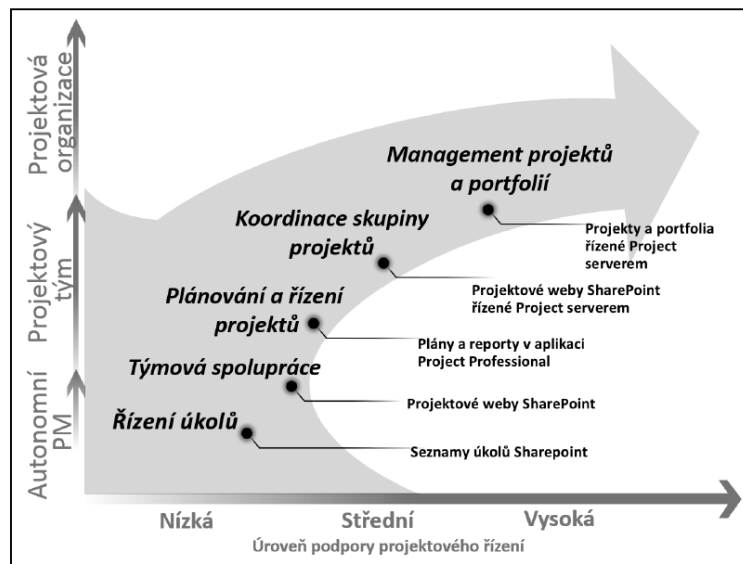 Projektová
organizace
Projektový
tým
Autonomní
PM
Management projektů
a portfolií
Projekty a portfolia
řízené Project
serverem
Koordinace skupiny
projektů
Projektové weby SharePoint
řízené Project serverem
Plánování a řízení
projektů
Plány a reporty v aplikaci
Project Professional
Týmová spolupráce
Projektové weby SharePoint
Řízení úkolů
Seznamy úkolů Sharepoint
Nízká
Střední
Vysoká
Úroveň podpory projektového řízení